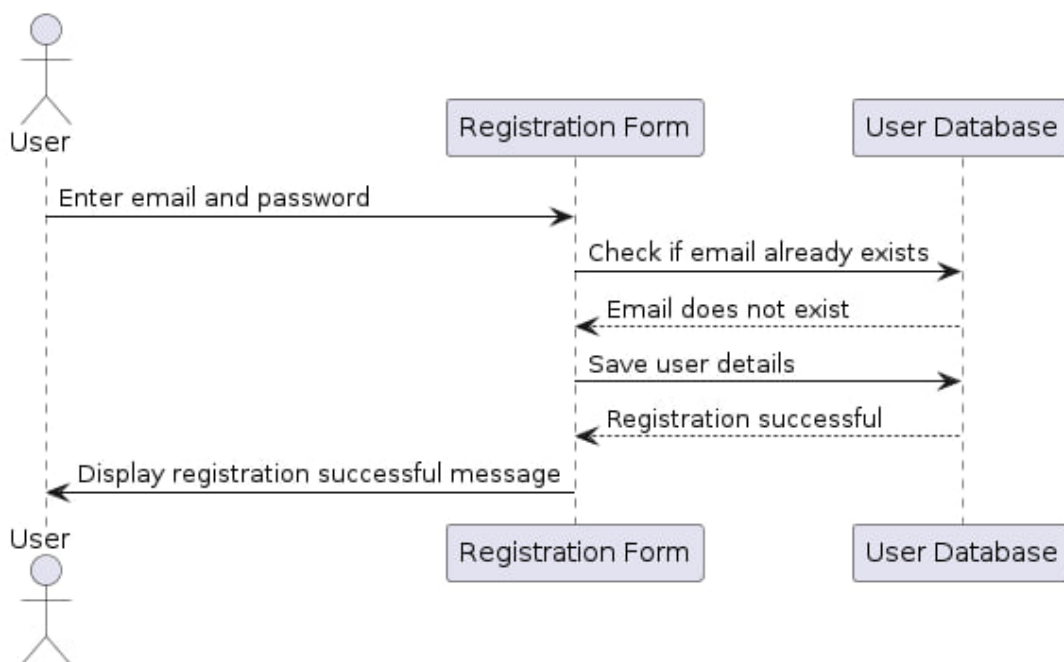 User
Registration Form
User Database
Enter email and password
Check if email already exists
Email does not exist
Save user details
Registration successful
Display registration successful message
User
Registration Form
User Database